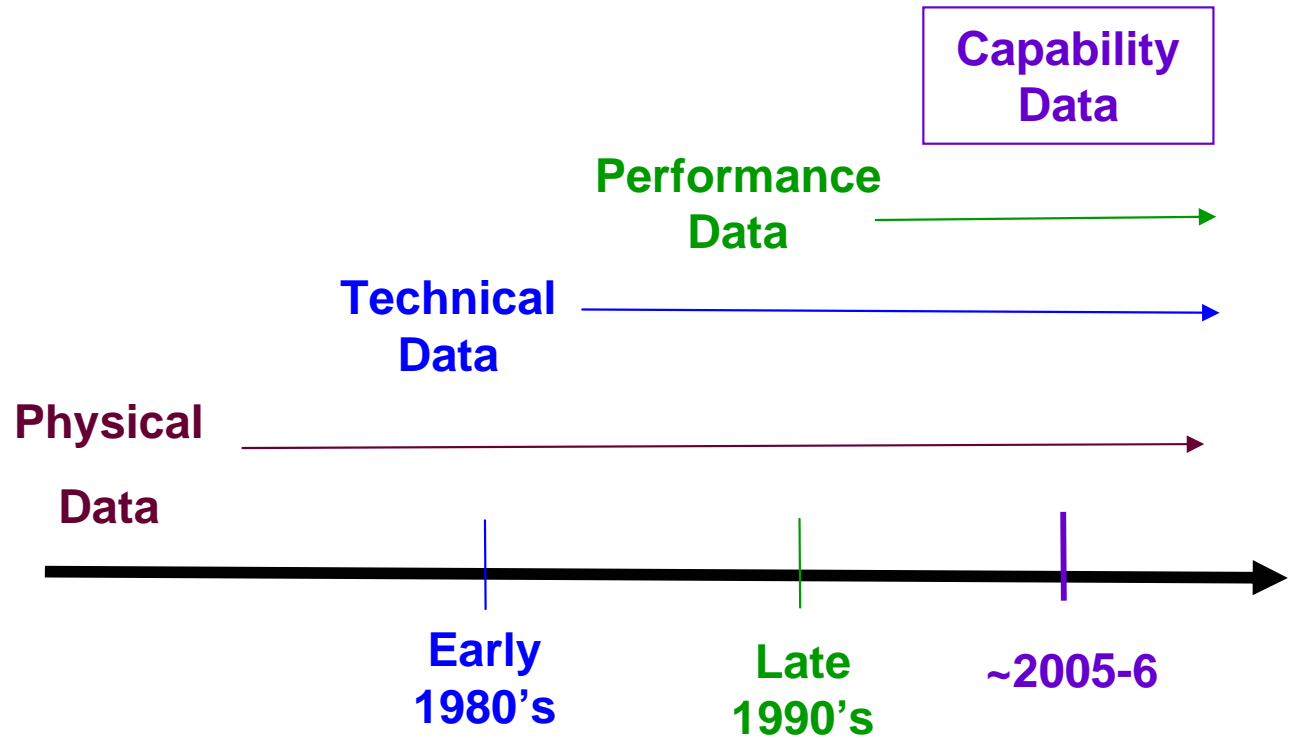 Capability
Data
Performance
Data
Technical
Data
Physical
Data
Early
1980’s
Late
1990’s
~2005-6